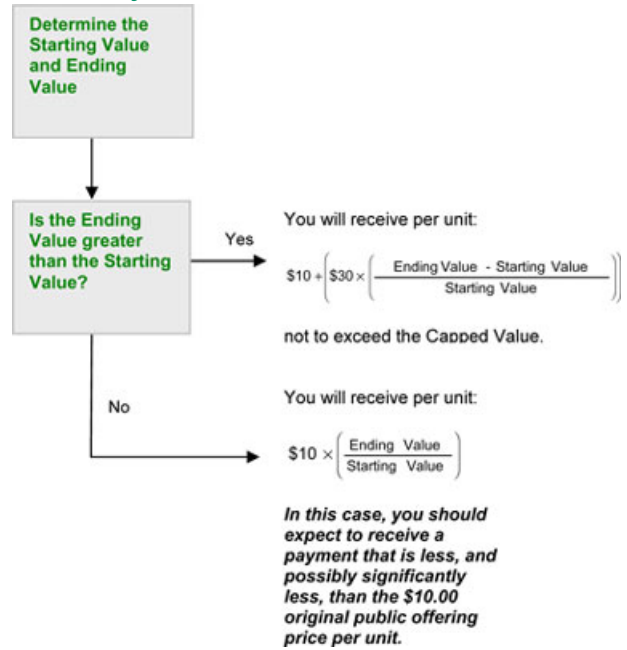 Determine the
Starting Value
and Ending
Value
Is the Ending
Value greater
than the Starting
Value?
Yes
You will receive per unit:
$10 + ( $30 × ( Ending Value - Starting Value
Starting Value ) )
not to exceed the Capped Value.
No
You will receive per unit:
$10 × ( Ending Value
Starting Value )
In this case, you should
expect to receive a
payment that is less, and
possibly significantly
less, than the $10.00
original public offering
price per unit.